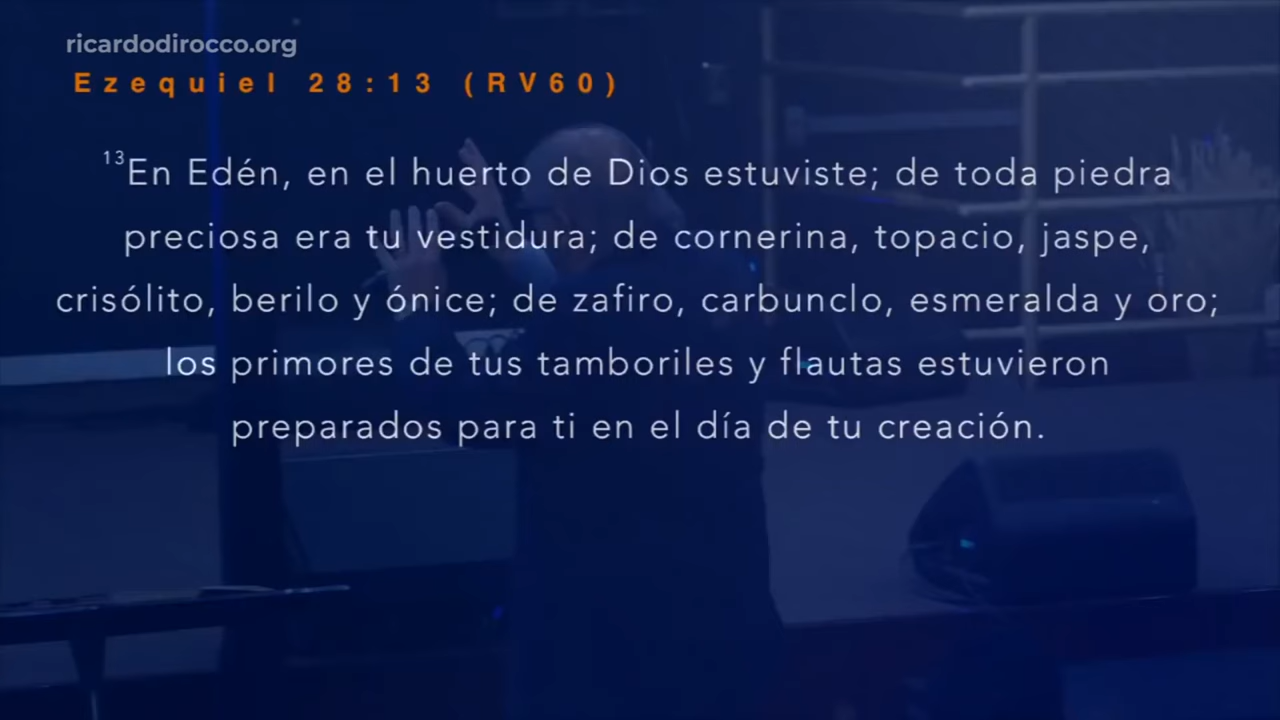 ricardodirocco.org
Ezequiel 28:13 (RV60)
13En Edén, en el huerto de Dios estuviste; de toda piedra
preciosa era tu vestidura; de cornerina, topacio, jaspe,
crisólito, berilo y ónice; de zafiro, carbunclo, esmeralda y oro;
los primores de tus tamboriles y flautas estuvieron
preparados para ti en el día de tu creación.